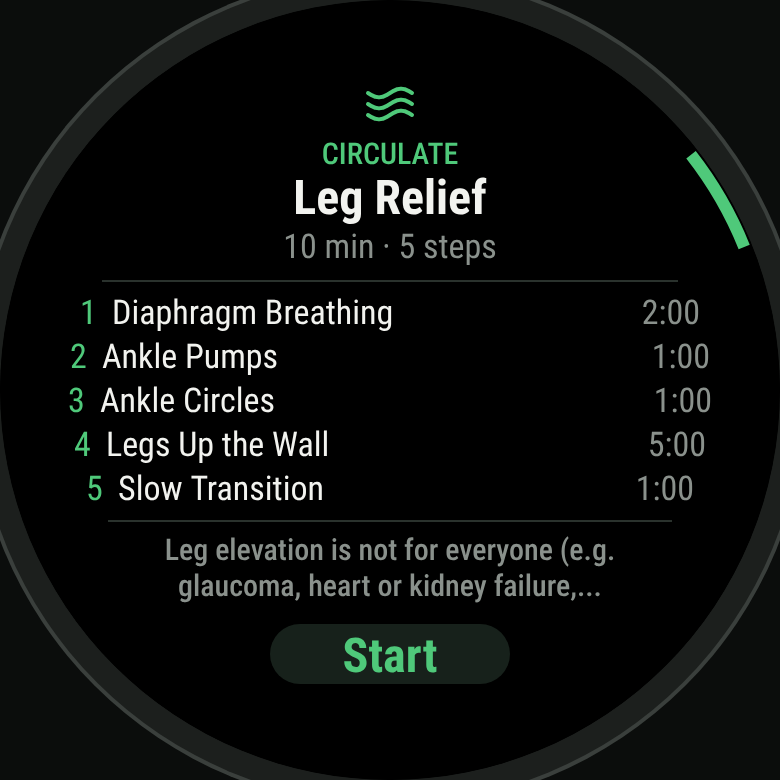 CIRCULATE
Leg Relief
10 min · 5 steps
1 Diaphragm Breathing 2:00
2 Ankle Pumps 1:00
3 Ankle Circles 1:00
4 Legs Up the Wall 5:00
5 Slow Transition 1:00
Leg elevation is not for everyone (e.g.
glaucoma, heart or kidney failure,...
Start